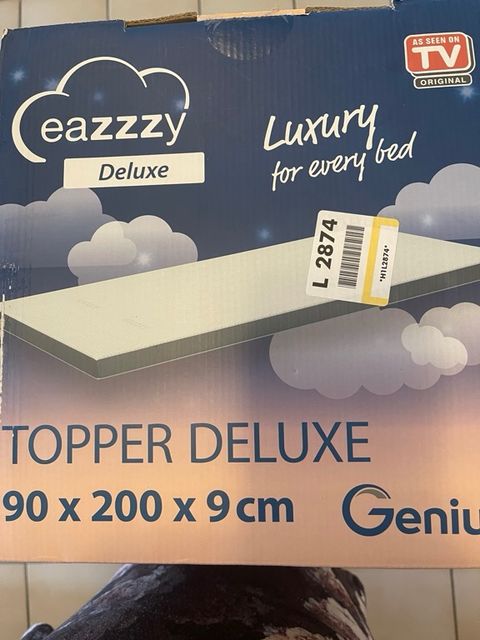 AS SEEN ON
TV
ORIGINAL
eazzzy
Deluxe
Luxury
for every bed
L 2874
*H1L2874*
TOPPER DELUXE
90 x 200 x 9 cm
Geniu